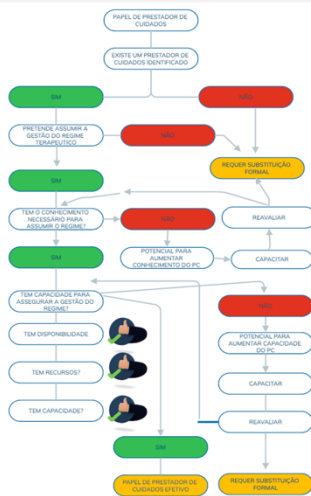 PAPEL DE PRESTADOR DE
CUIDADOS
EXISTE UM PRESTADOR DE
CUIDADOS IDENTIFICADO
SIM
NÃO
PRETENDE ASSUMIR A
GESTÃO DO REGIME
TERAPEUTICO
NÃO
REQUER SUBSTITUIÇÃO
FORMAL
SIM
TEM O CONHECIMENTO
NECESSÁRIO PARA
ASSUMIR O REGIME?
NÃO
REAVALIAR
SIM
POTENCIAL PARA
AUMENTAR
CONHECIMENTO DO PC
CAPACITAR
TEM CAPACIDADE PARA
ASSEGURAR A GESTÃO DO
REGIME?
NÃO
TEM DISPONIBILIDADE
POTENCIAL PARA
AUMENTAR CAPACIDADE
DO PC
TEM RECURSOS?
CAPACITAR
TEM CAPACIDADE?
REAVALIAR
SIM
PAPEL DE PRESTADOR DE
CUIDADOS EFETIVO
REQUER SUBSTITUIÇÃO
FORMAL